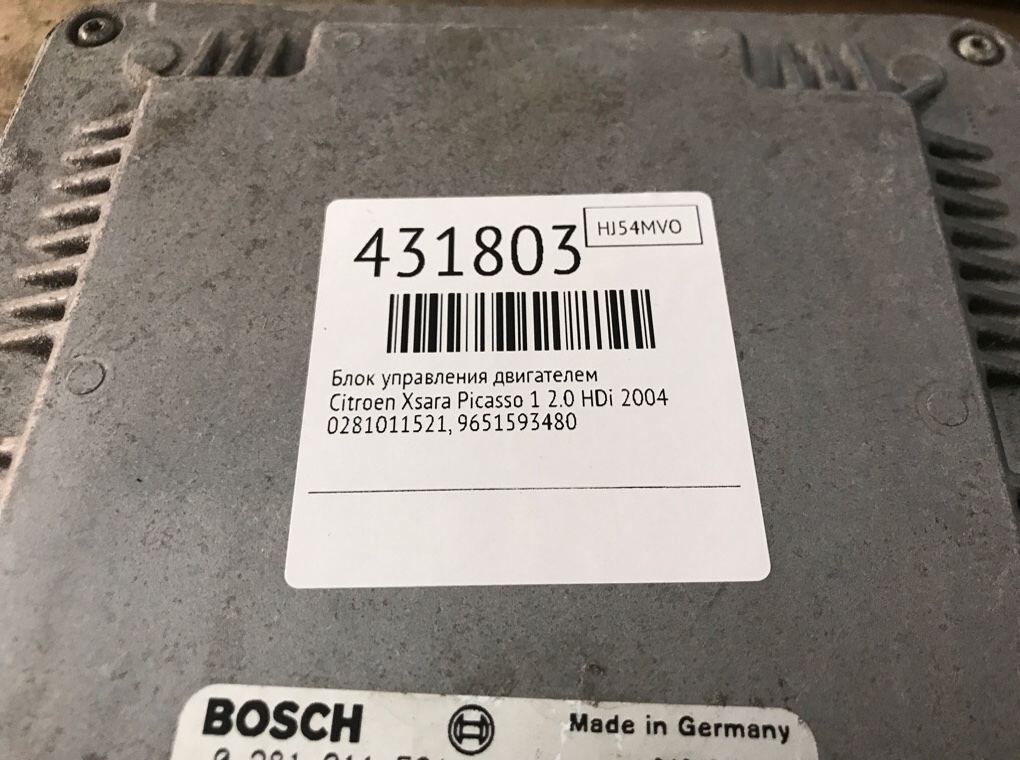 431803
HJ54MVO
Блок управления двигателем
Citroen Xsara Picasso 1 2.0 HDi 2004
0281011521, 9651593480
BOSCH
Made in Germany